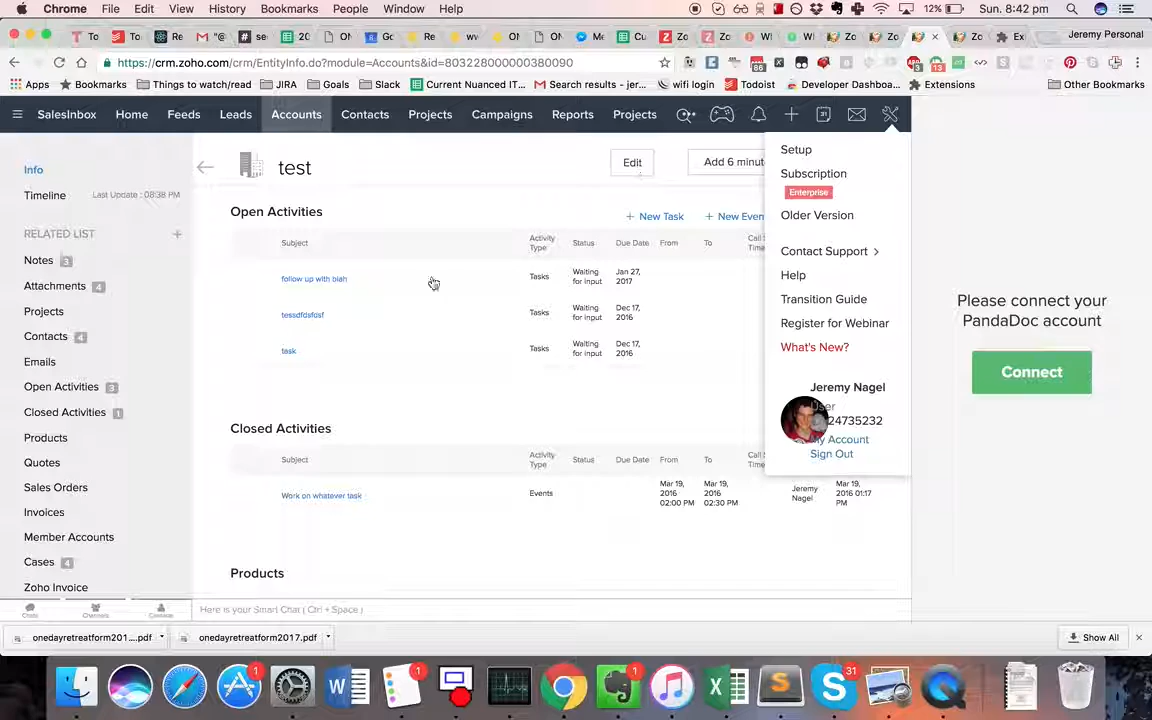 Chrome File Edit View History Bookmarks People Window Help 12% Sun. 8:42 pm
Jeremy Personal
https://crm.zoho.com/crm/EntityInfo.do?module=Accounts&id=803228000000380090
Apps Bookmarks Things to watch/read JIRA Goals Slack Current Nuanced IT... Search results - jer... wifi login Todoist Developer Dashboa... Extensions Other Bookmarks
SalesInbox Home Feeds Leads Accounts Contacts Projects Campaigns Reports Projects
Info
Timeline Last Update : 08:38 PM
RELATED LIST
Notes 3
Attachments 4
Projects
Contacts 4
Emails
Open Activities 3
Closed Activities 1
Products
Quotes
Sales Orders
Invoices
Member Accounts
Cases 4
Zoho Invoice
test
Edit
Add 6 minut
Open Activities
+ New Task + New Even
Subject Activity Type Status Due Date From To Call Time
follow up with blah Tasks Waiting for input Jan 27, 2017
tessdfdsfdsf Tasks Waiting for input Dec 17, 2016
task Tasks Waiting for input Dec 17, 2016
Closed Activities
Subject Activity Type Status Due Date From To Call Time
Work on whatever task Events Mar 19, 2016 02:00 PM Mar 19, 2016 02:30 PM Jeremy Nagel Mar 19, 2016 01:17 PM
Products
Here is your Smart Chat ( Ctrl + Space )
Chats Channels Contacts
Setup
Subscription
Enterprise
Older Version
Contact Support >
Help
Transition Guide
Register for Webinar
What's New?
Jeremy Nagel
User
24735232
My Account
Sign Out
Please connect your
PandaDoc account
Connect
onedayretreatform201....pdf onedayretreatform2017.pdf Show All